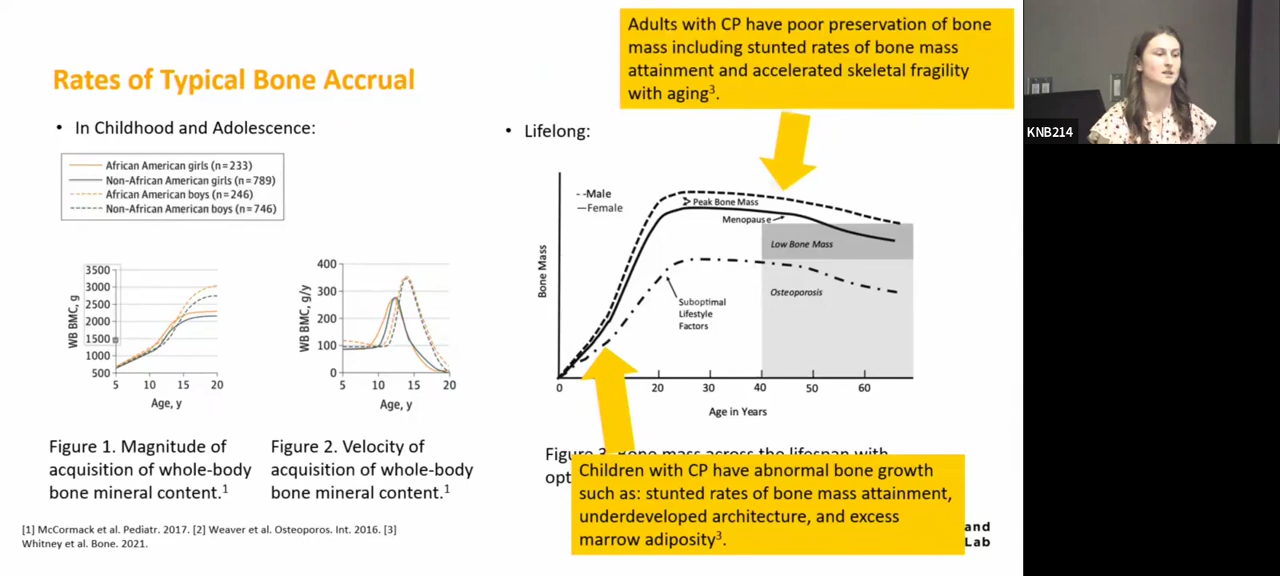 Adults with CP have poor preservation of bone
mass including stunted rates of bone mass
attainment and accelerated skeletal fragility
with aging³.
Rates of Typical Bone Accrual
• In Childhood and Adolescence:
• Lifelong:
KNB214
African American girls (n=233)
Non-African American girls (n=789)
African American boys (n=246)
Non-African American boys (n=746)
3500
3000
2500
2000
1500
1000
500
WB BMC, g
5 10 15 20
Age, y
400
300
200
100
0
WB BMC, g/y
5 10 15 20
Age, y
- -Male
—Female
Peak Bone Mass
Menopause
Low Bone Mass
Osteoporosis
Suboptimal
Lifestyle
Factors
Bone Mass
0 20 30 40 50 60
Age in Years
Figure 1. Magnitude of
acquisition of whole-body
bone mineral content.¹
Figure 2. Velocity of
acquisition of whole-body
bone mineral content.¹
Figure 3. Bone mass across the lifespan with
opt
Children with CP have abnormal bone growth
such as: stunted rates of bone mass attainment,
underdeveloped architecture, and excess
marrow adiposity³.
[1] McCormack et al. Pediatr. 2017. [2] Weaver et al. Osteoporos. Int. 2016. [3]
Whitney et al. Bone. 2021.
and
Lab